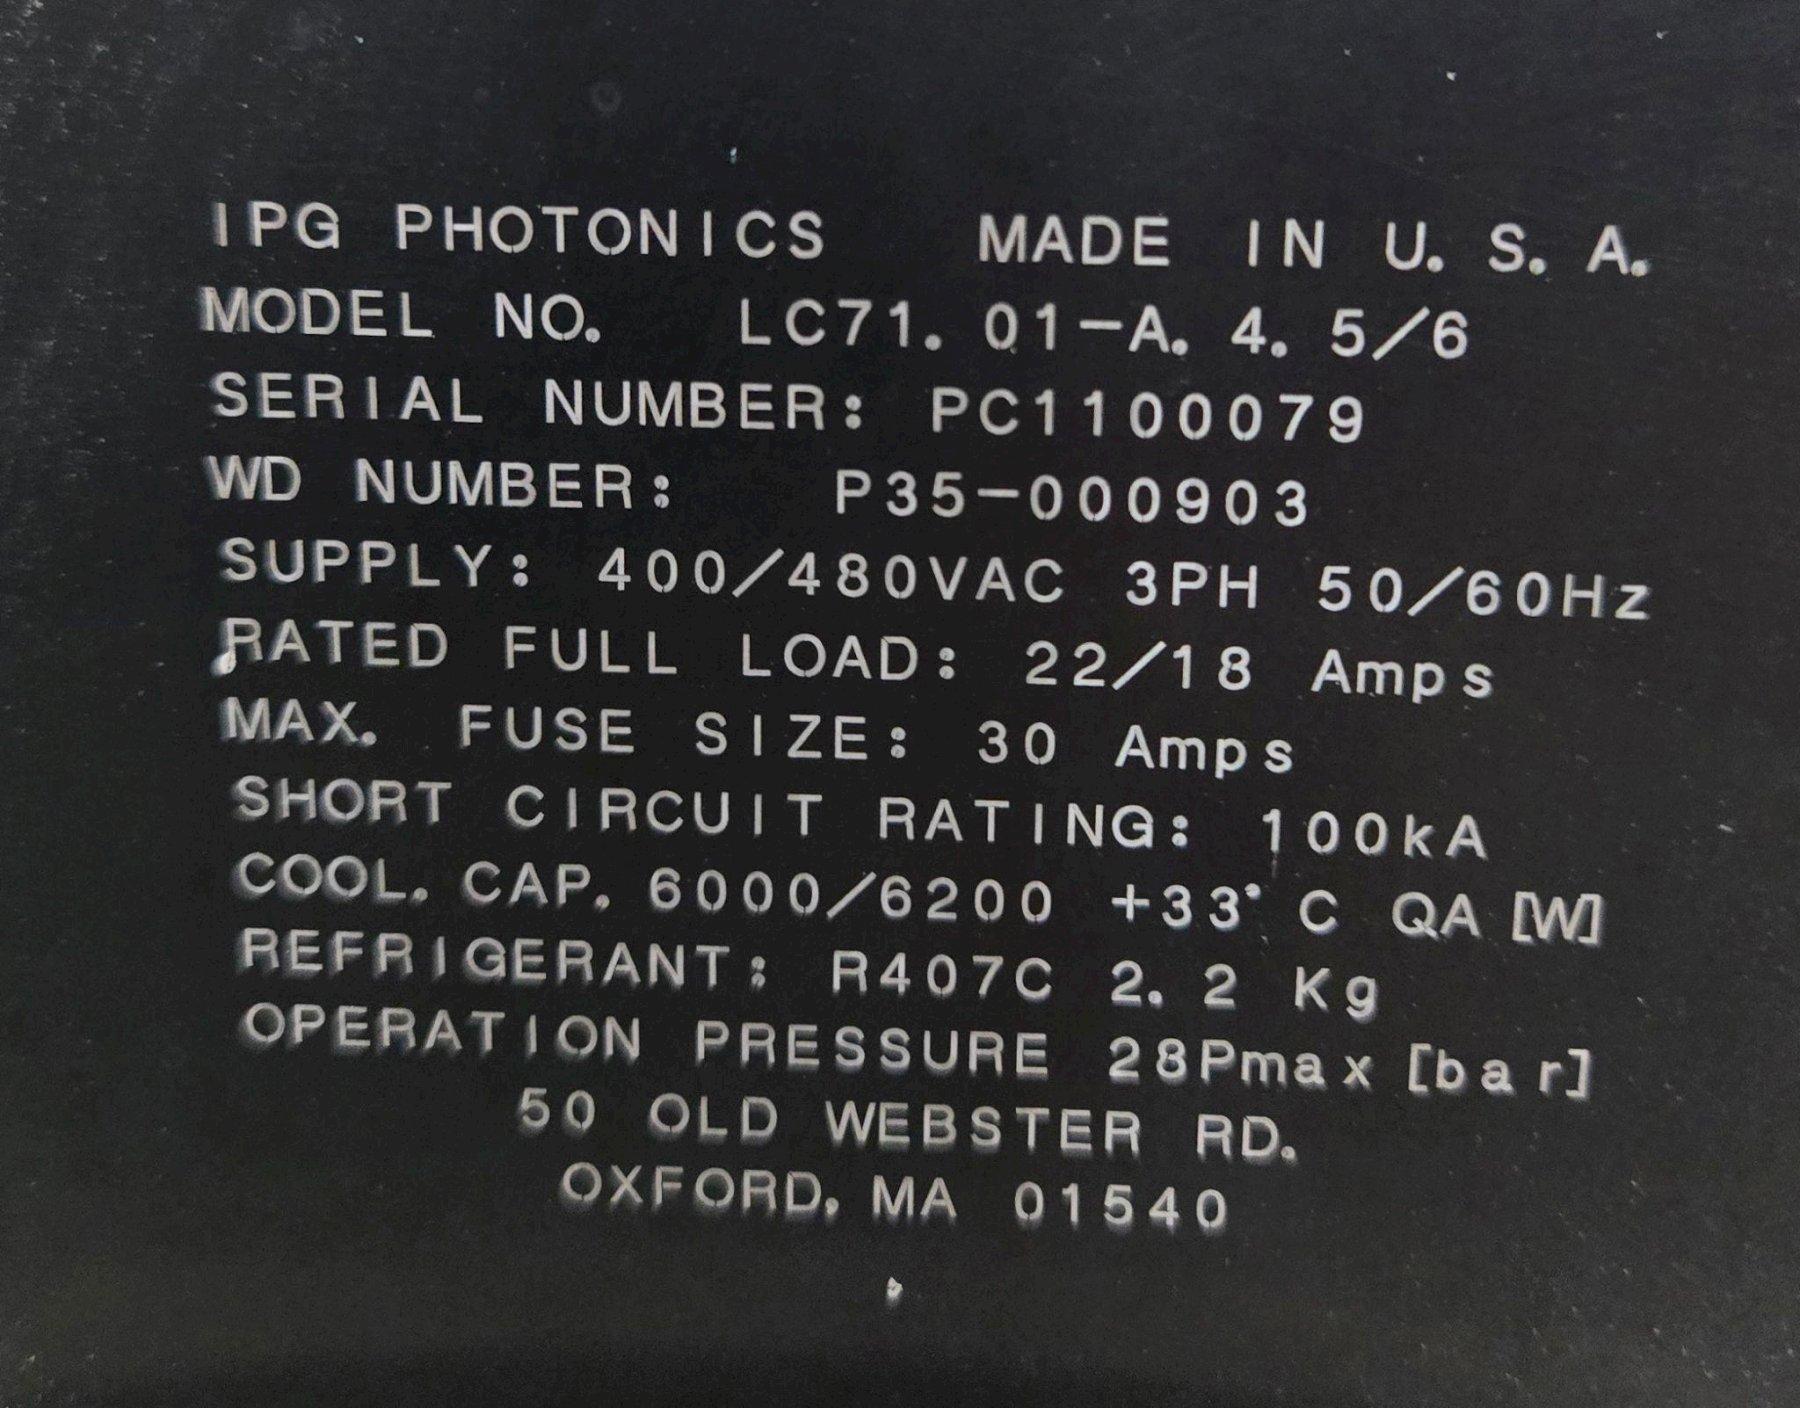 IPG PHOTONICS MADE IN U.S.A.
MODEL NO. LC71.01-A.4.5/6
SERIAL NUMBER: PC1100079
WD NUMBER: P35-000903
SUPPLY: 400/480VAC 3PH 50/60Hz
RATED FULL LOAD: 22/18 Amps
MAX. FUSE SIZE: 30 Amps
SHORT CIRCUIT RATING: 100kA
COOL. CAP. 6000/6200 +33°C QA [W]
REFRIGERANT: R407C 2.2 Kg
OPERATION PRESSURE 28Pmax [bar]
50 OLD WEBSTER RD.
OXFORD, MA 01540